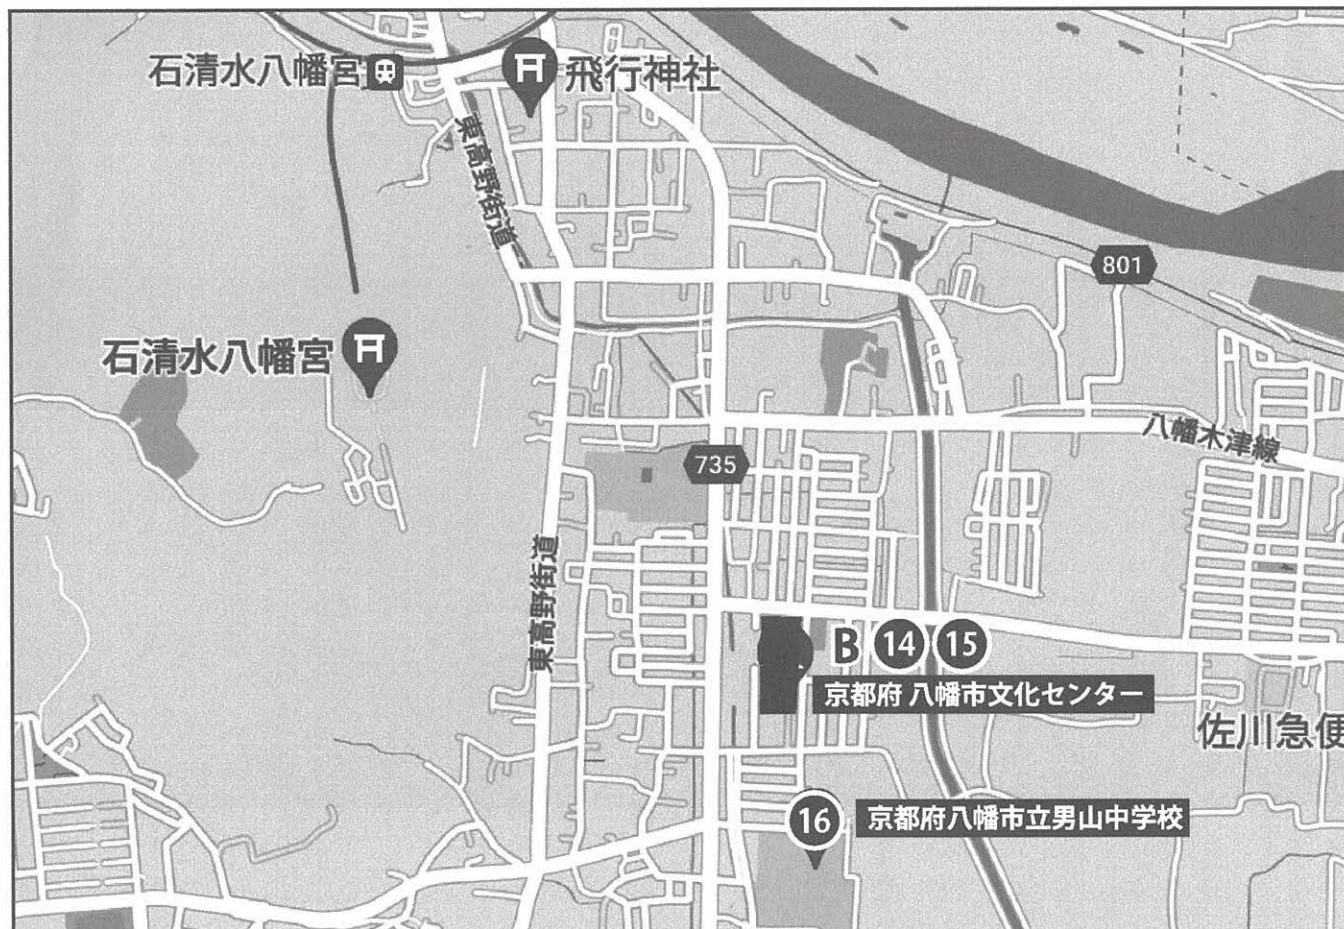 石清水八幡宮
飛行神社
東高野街道
801
石清水八幡宮
八幡木津線
735
東高野街道
B 14 15
京都府 八幡市文化センター
佐川急便
16 京都府八幡市立男山中学校